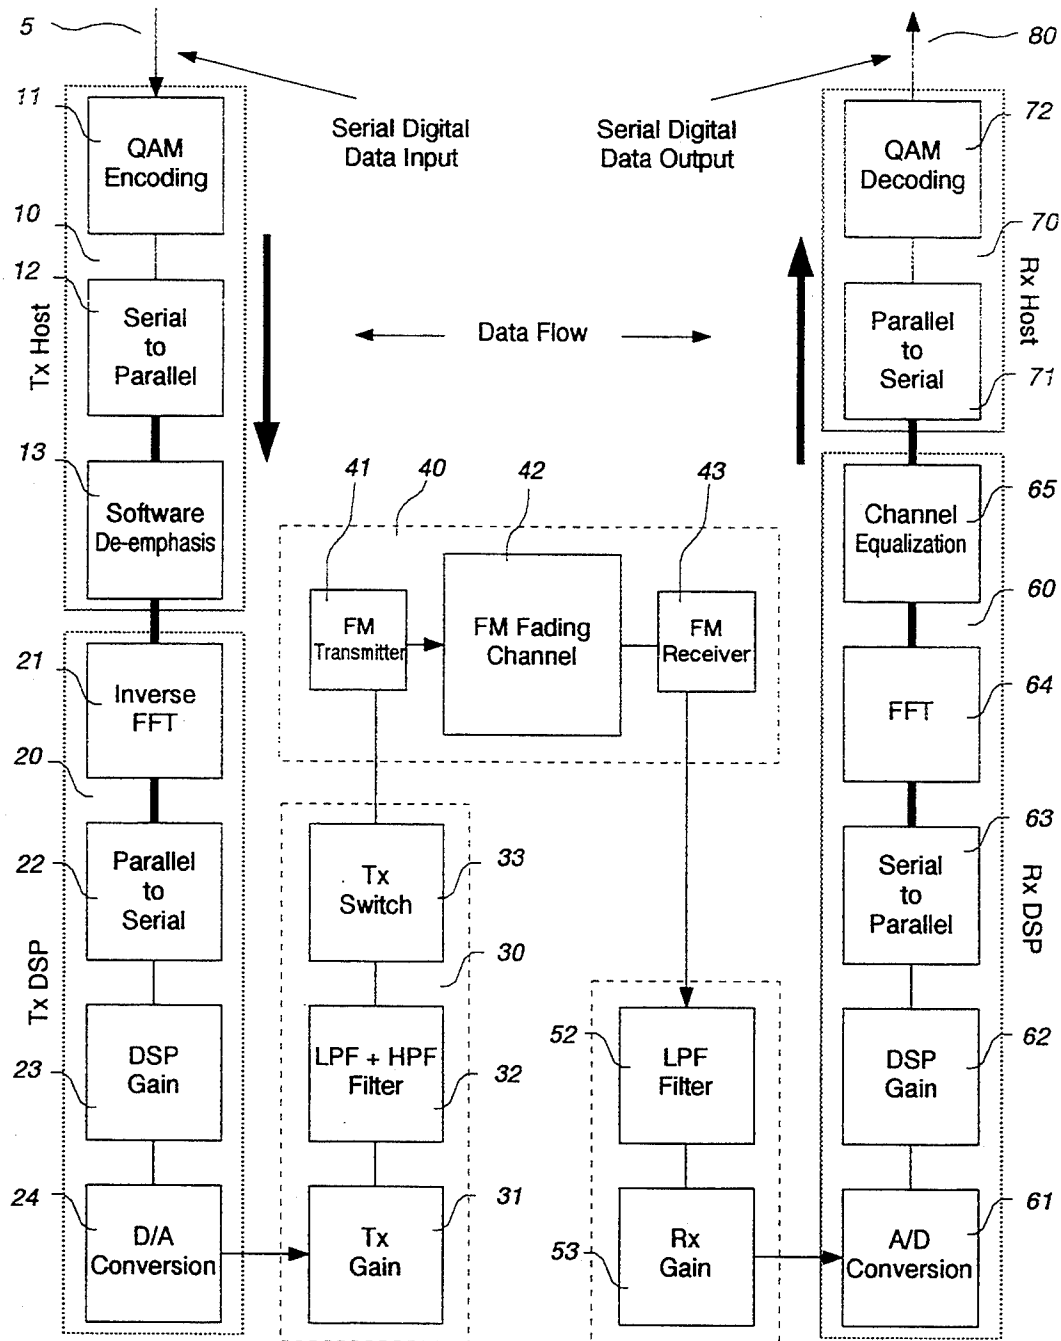 5
80
11
QAM
Encoding
Serial Digital
Data Input
Serial Digital
Data Output
72
QAM
Decoding
10
70
12
Serial
to
Parallel
Tx Host
Data Flow
Parallel
to
Serial
Rx Host
71
13
Software
De-emphasis
41
40
42
43
65
Channel
Equalization
FM
Transmitter
FM Fading
Channel
FM
Receiver
60
21
Inverse
FFT
64
FFT
20
22
Parallel
to
Serial
33
Tx
Switch
63
Serial
to
Parallel
Tx DSP
Rx DSP
30
23
DSP
Gain
LPF + HPF
Filter
32
52
LPF
Filter
62
DSP
Gain
24
D/A
Conversion
31
Tx
Gain
53
Rx
Gain
61
A/D
Conversion